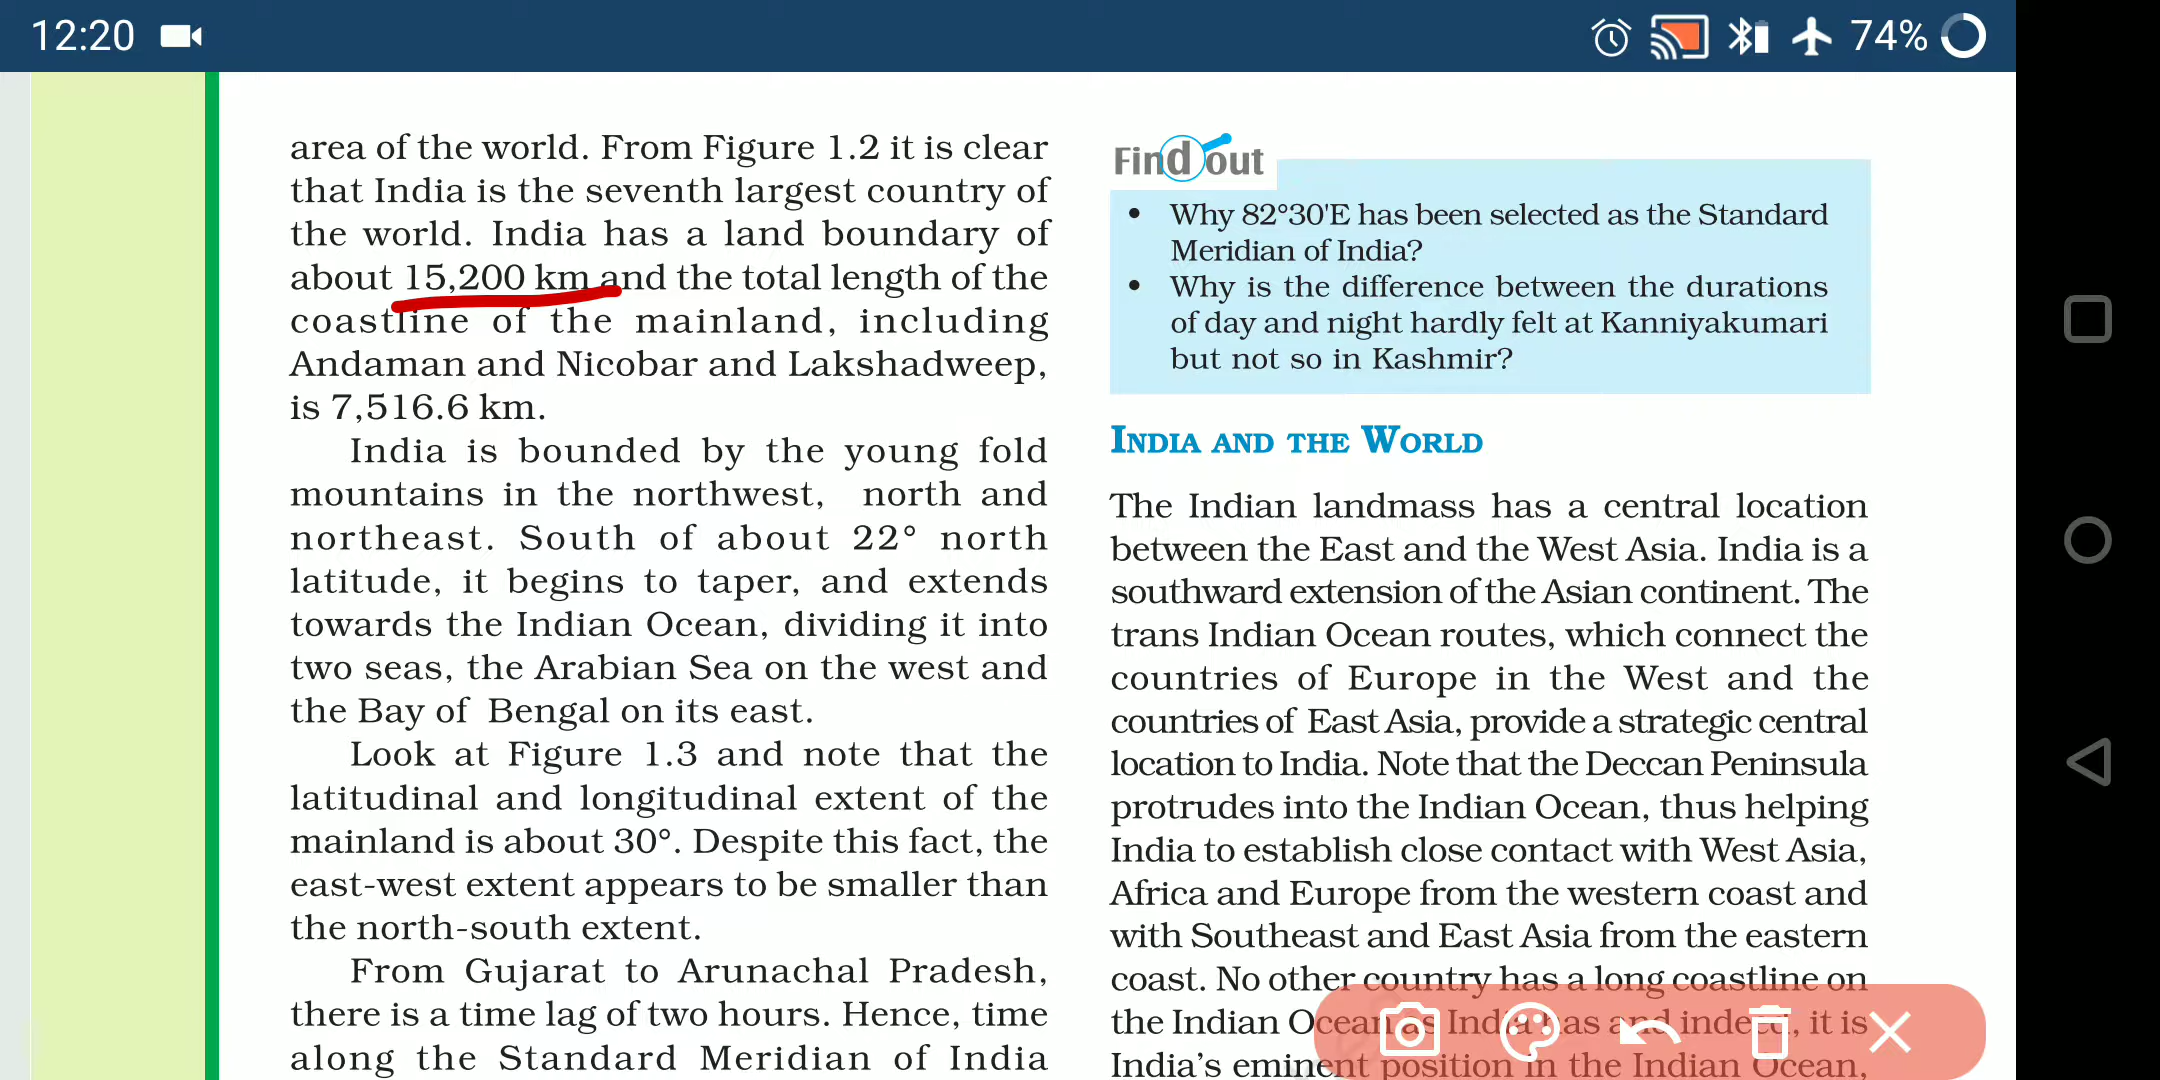 12:20
74%
area of the world. From Figure 1.2 it is clear
that India is the seventh largest country of
the world. India has a land boundary of
about 15,200 km and the total length of the
coastline of the mainland, including
Andaman and Nicobar and Lakshadweep,
is 7,516.6 km.
India is bounded by the young fold
mountains in the northwest, north and
northeast. South of about 22° north
latitude, it begins to taper, and extends
towards the Indian Ocean, dividing it into
two seas, the Arabian Sea on the west and
the Bay of Bengal on its east.
Look at Figure 1.3 and note that the
latitudinal and longitudinal extent of the
mainland is about 30°. Despite this fact, the
east-west extent appears to be smaller than
the north-south extent.
From Gujarat to Arunachal Pradesh,
there is a time lag of two hours. Hence, time
along the Standard Meridian of India
Find out
• Why 82°30'E has been selected as the Standard
Meridian of India?
• Why is the difference between the durations
of day and night hardly felt at Kanniyakumari
but not so in Kashmir?
INDIA AND THE WORLD
The Indian landmass has a central location
between the East and the West Asia. India is a
southward extension of the Asian continent. The
trans Indian Ocean routes, which connect the
countries of Europe in the West and the
countries of East Asia, provide a strategic central
location to India. Note that the Deccan Peninsula
protrudes into the Indian Ocean, thus helping
India to establish close contact with West Asia,
Africa and Europe from the western coast and
with Southeast and East Asia from the eastern
coast. No other country has a long coastline on
the Indian Ocean as India has and indeed, it is
India's eminent position in the Indian Ocean,